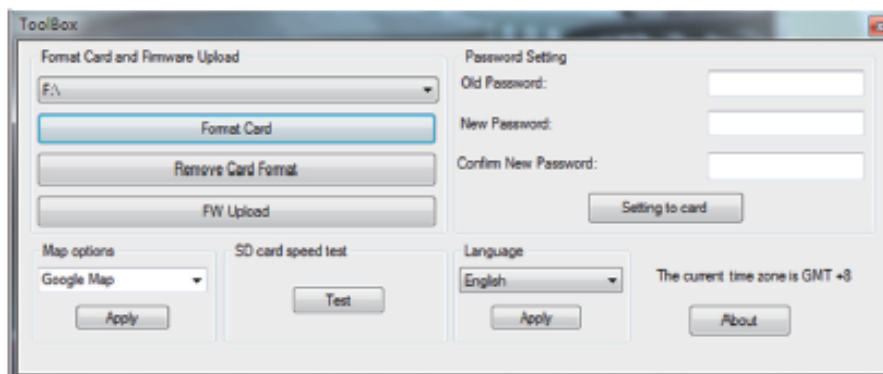 ToolBox
Format Card and Firmware Upload
F:\
Format Card
Remove Card Format
FW Upload
Password Setting
Old Password:
New Password:
Confirm New Password:
Setting to card
Map options
Google Map
Apply
SD card speed test
Test
Language
English
Apply
The current time zone is GMT +8
About